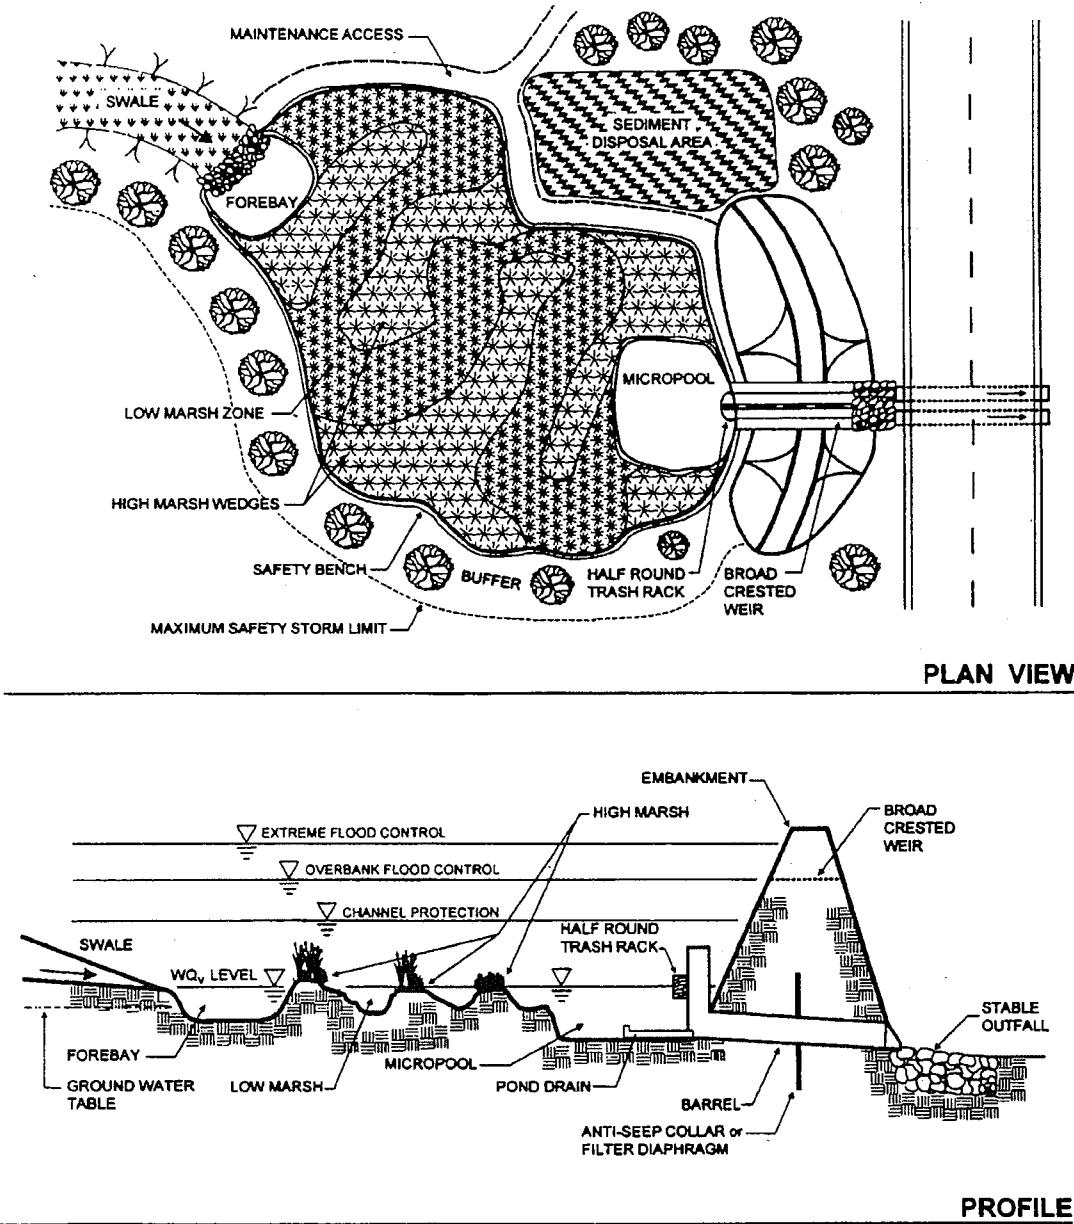 MAINTENANCE ACCESS
SWALE
SEDIMENT
DISPOSAL AREA
FOREBAY
MICROPOOL
LOW MARSH ZONE
HIGH MARSH WEDGES
SAFETY BENCH
BUFFER
HALF ROUND
TRASH RACK
BROAD
CRESTED
WEIR
MAXIMUM SAFETY STORM LIMIT
PLAN VIEW
EMBANKMENT
HIGH MARSH
BROAD
CRESTED
WEIR
EXTREME FLOOD CONTROL
OVERBANK FLOOD CONTROL
CHANNEL PROTECTION
HALF ROUND
TRASH RACK
SWALE
WQv LEVEL
STABLE
OUTFALL
FOREBAY
MICROPOOL
GROUND WATER
TABLE
LOW MARSH
POND DRAIN
BARREL
ANTI-SEEP COLLAR or
FILTER DIAPHRAGM
PROFILE